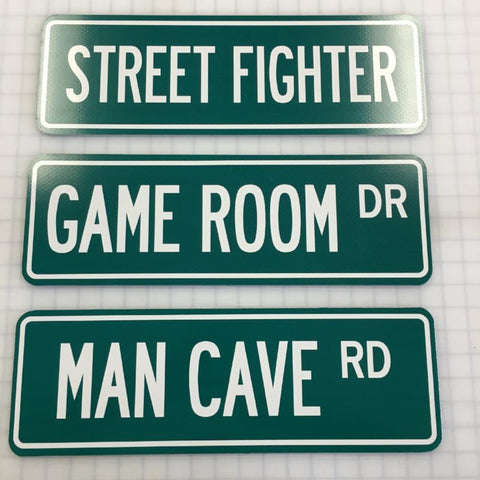 STREET FIGHTER
GAME ROOM DR
MAN CAVE RD